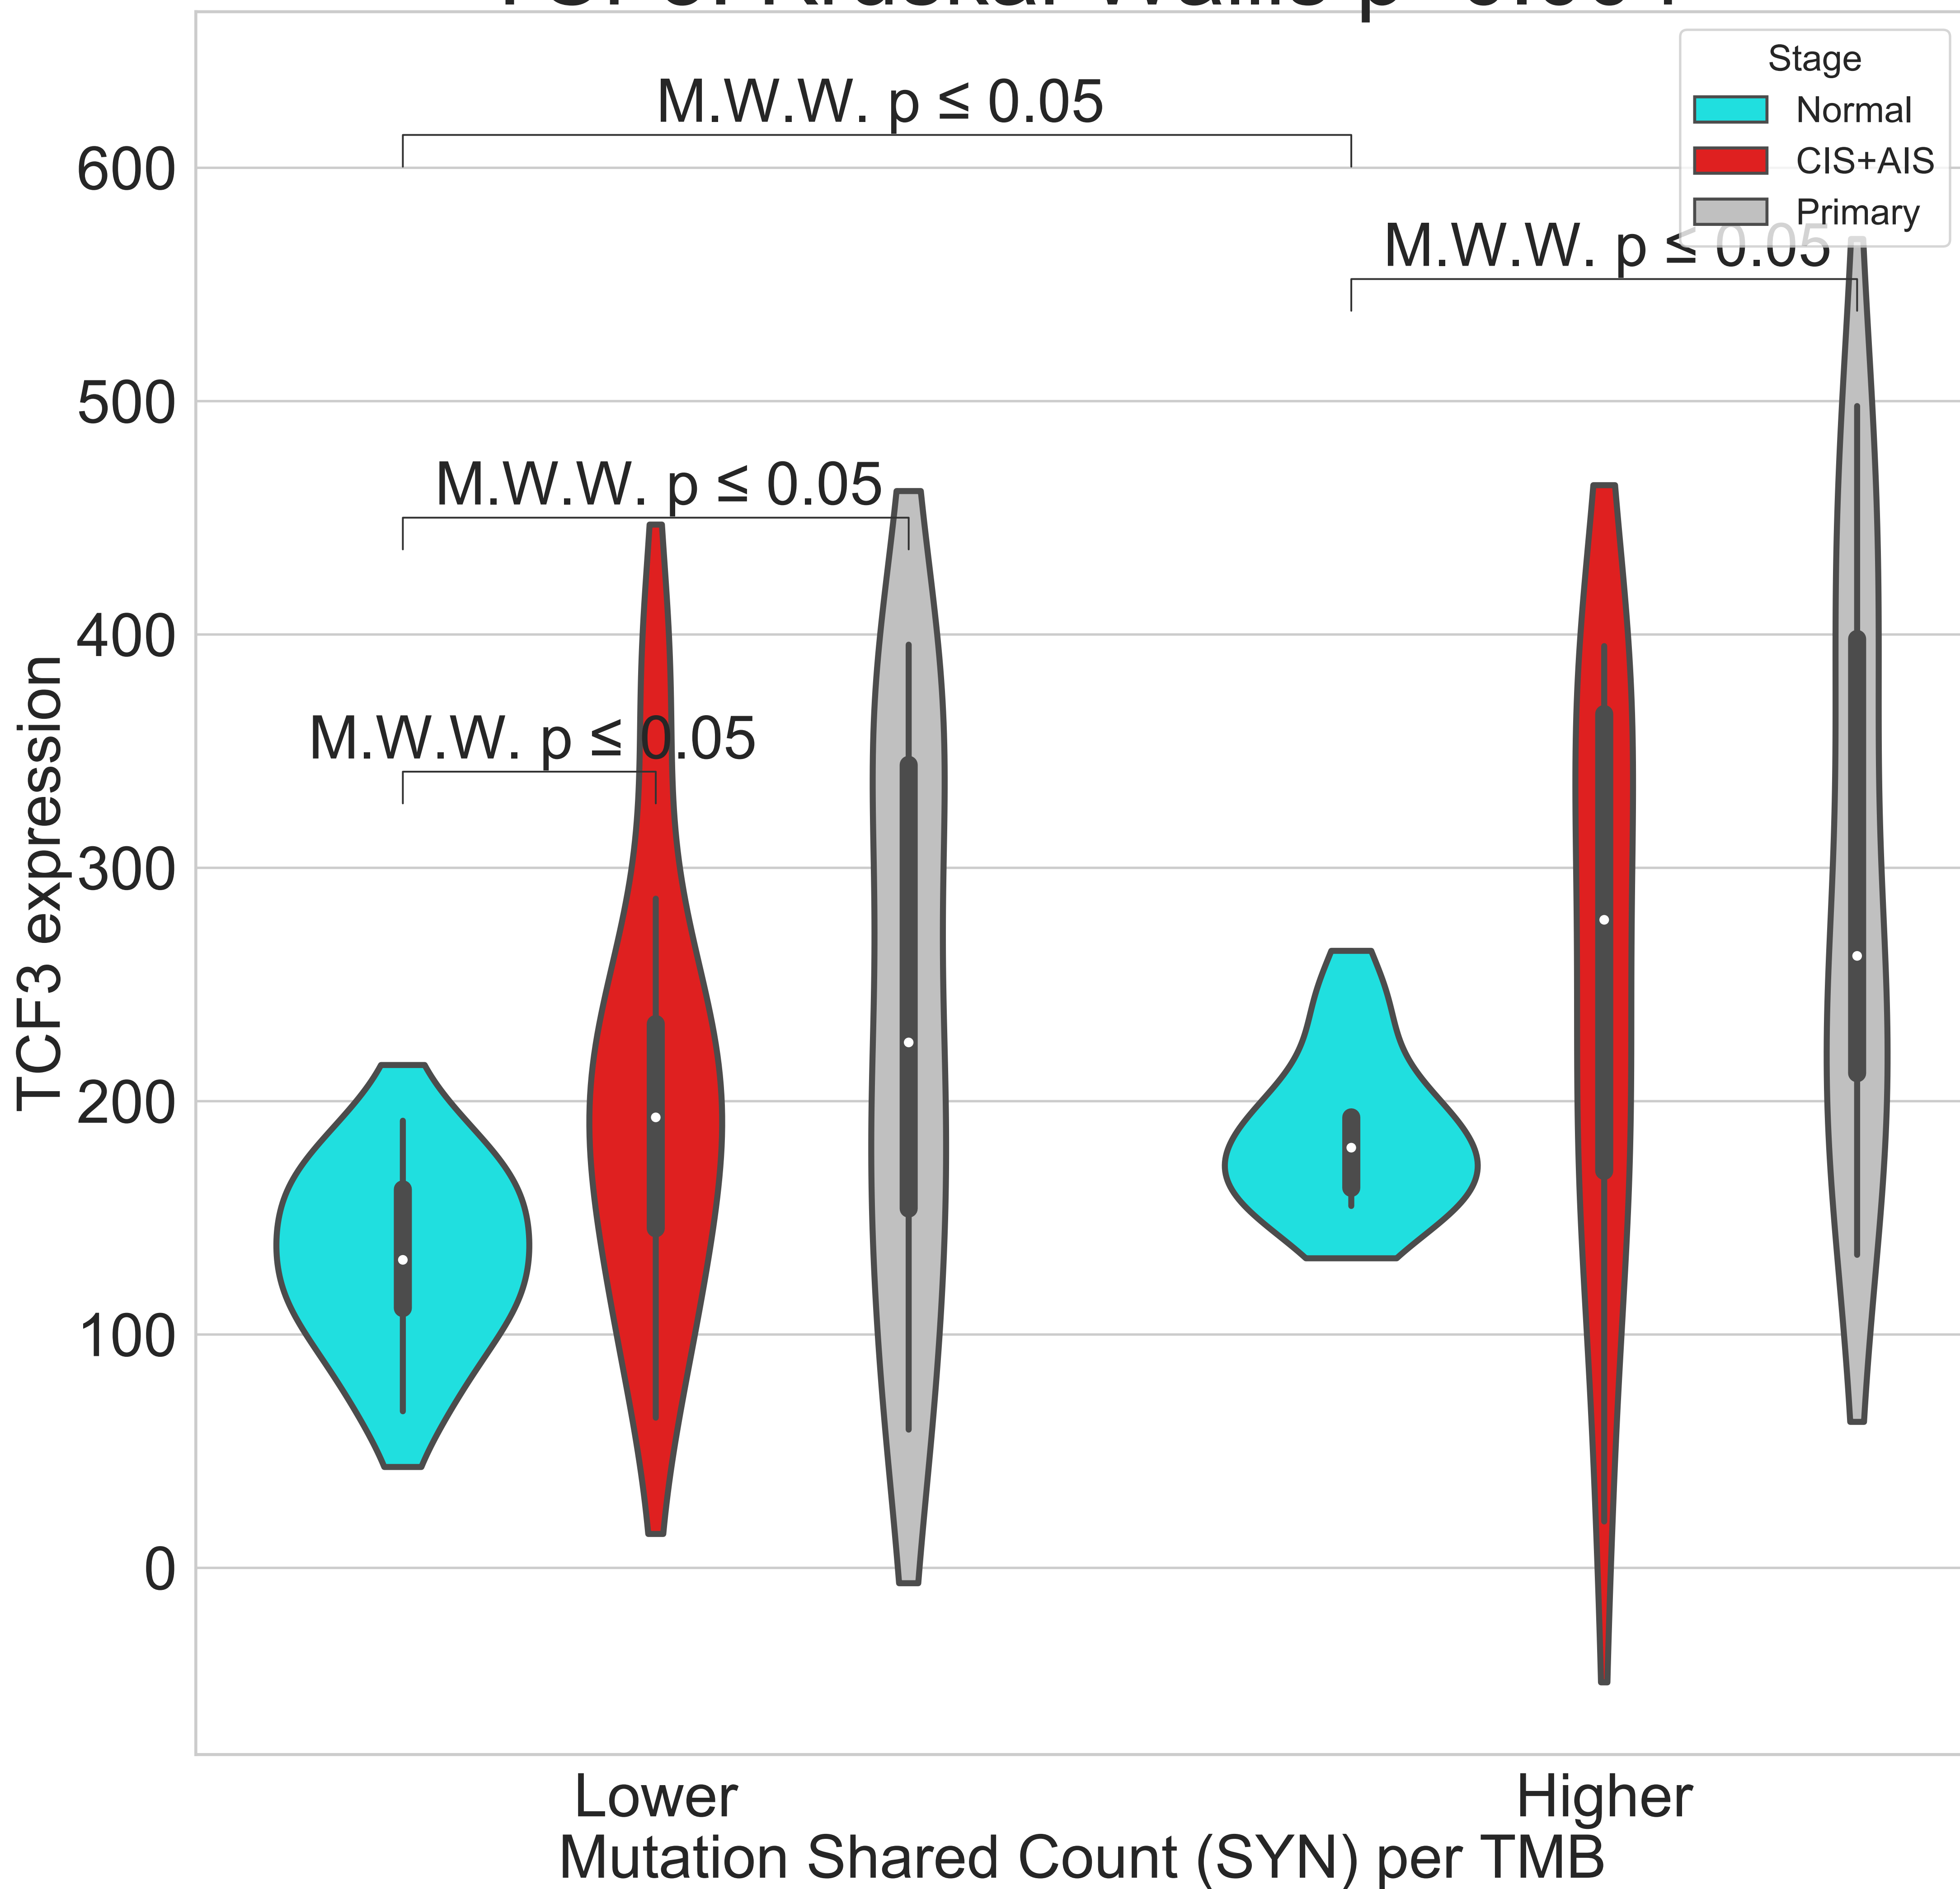 Stage
Normal
CIS+AIS
Primary
M.W.W. p ≤ 0.05
M.W.W. p ≤ 0.05
M.W.W. p ≤ 0.05
M.W.W. p ≤ 0.05
600
500
400
300
200
100
0
TCF3 expression
Lower
Higher
Mutation Shared Count (SYN) per TMB